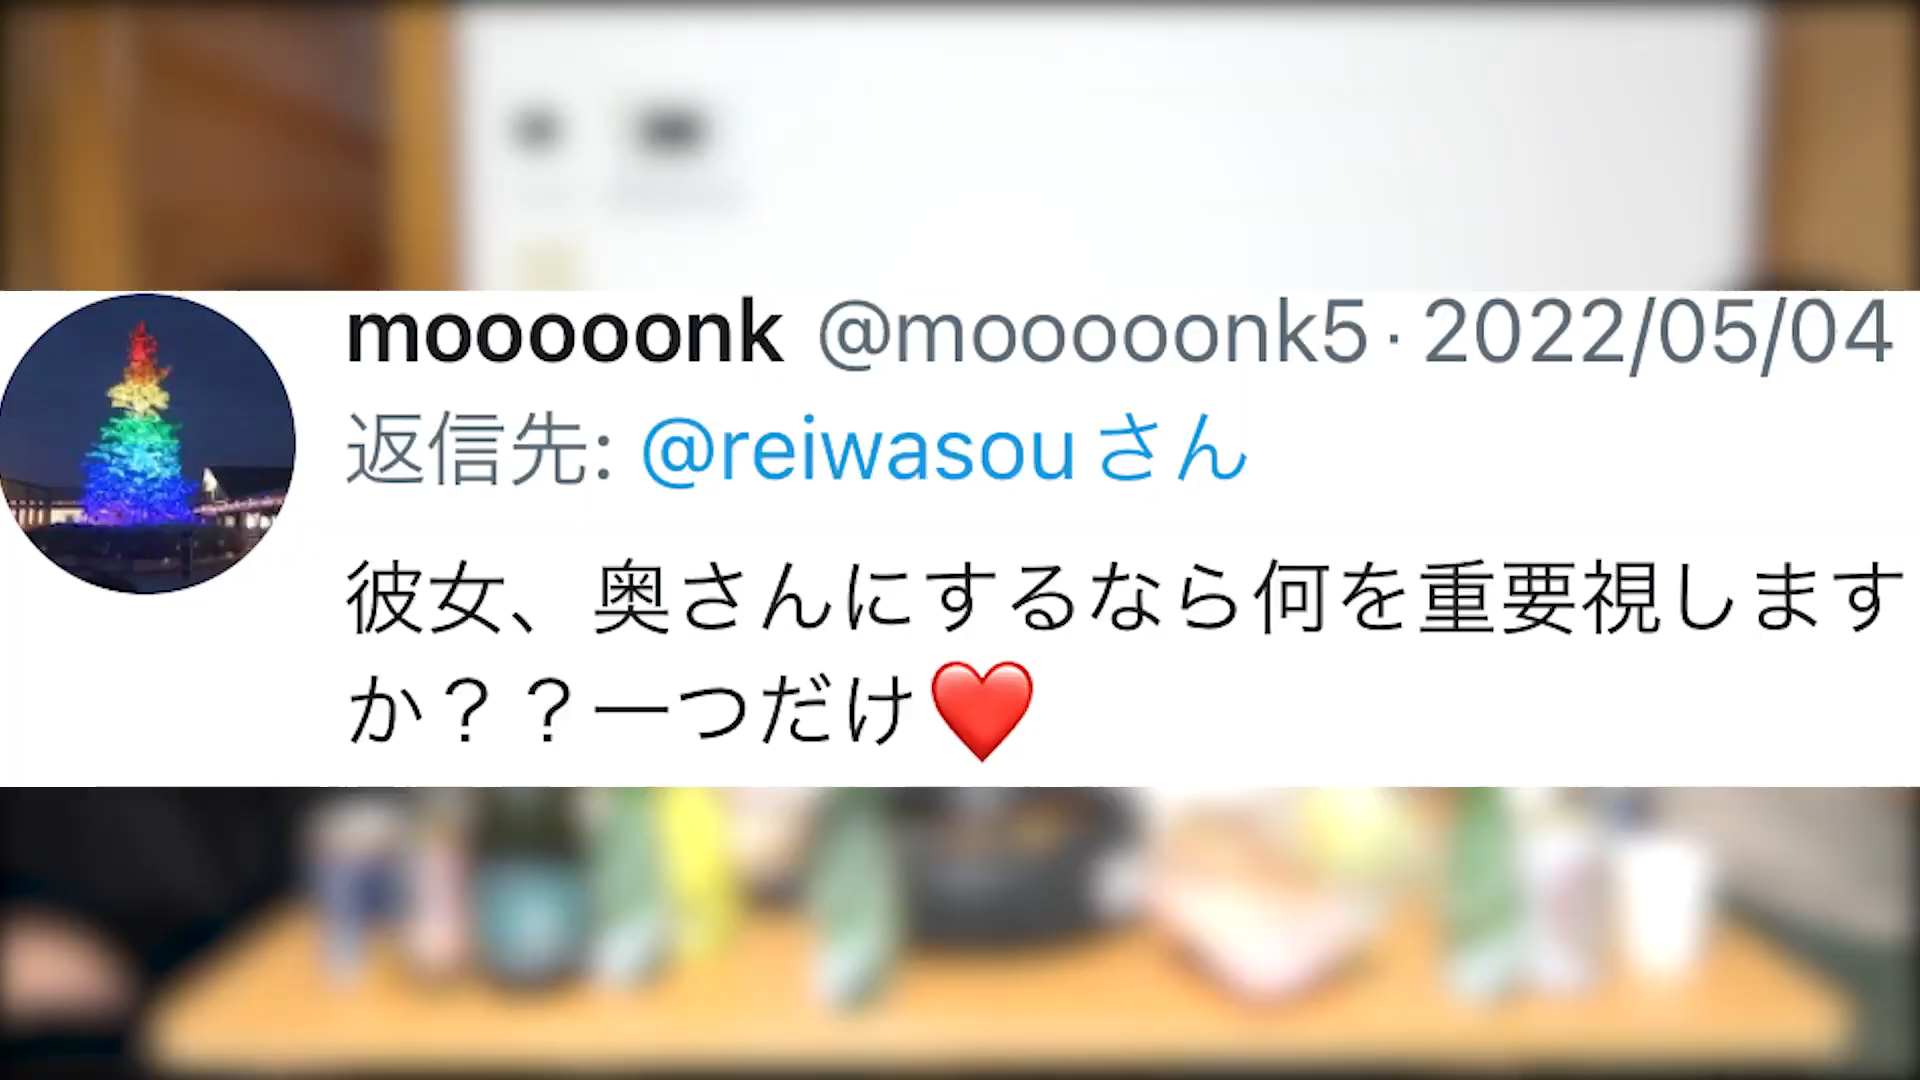 mooooonk @mooooonk5· 2022/05/04
返信先: @reiwasouさん
彼女、奥さんにするなら何を重要視します
か？？一つだけ❤️